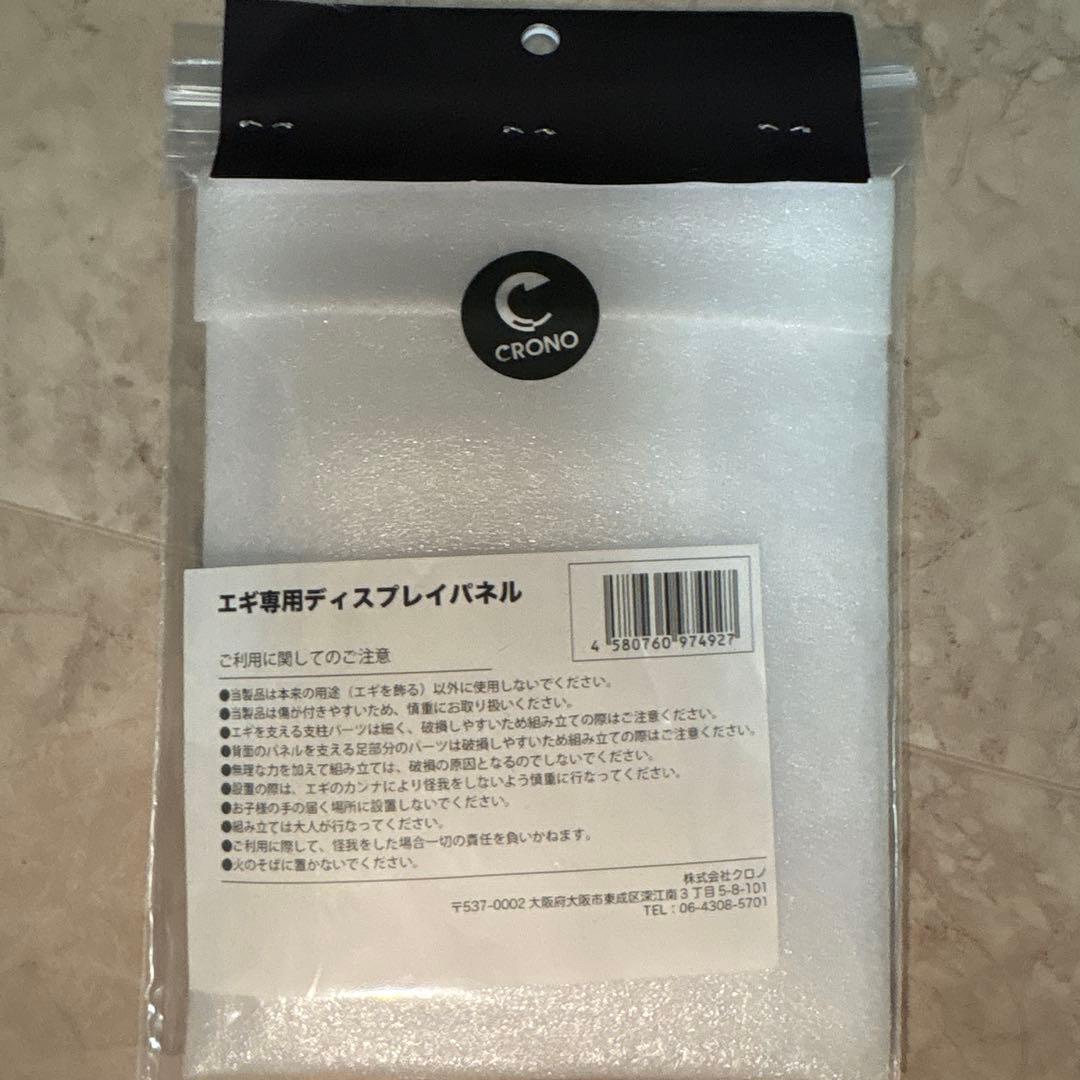 CRONO
エギ専用ディスプレイパネル
4 580760 974927
ご利用に関してのご注意
●当製品は本来の用途（エギを飾る）以外に使用しないでください。
●当製品は傷が付きやすいため、慎重にお取り扱いください。
●エギを支える支柱パーツは細く、破損しやすいため組み立ての際はご注意ください。
●背面のパネルを支える足部分のパーツは破損しやすいため組み立ての際はご注意ください。
●無理な力を加えて組み立ては、破損の原因となるのでしないでください。
●設置の際は、エギのカンナにより怪我をしないよう慎重に行なってください。
●お子様の手の届く場所に設置しないでください。
●組み立ては大人が行なってください。
●ご利用に際して、怪我をした場合一切の責任を負いかねます。
●火のそばに置かないでください。
株式会社クロノ
〒537-0002 大阪府大阪市東成区深江南3丁目5-8-101
TEL：06-4308-5701